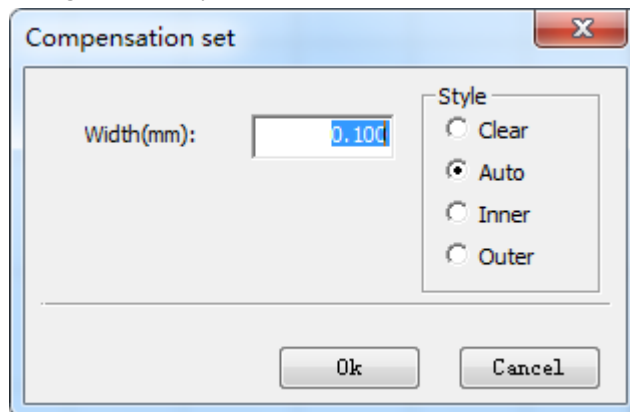 Compensation set
Width(mm): 0.100
Style
Clear
Auto
Inner
Outer
Ok Cancel